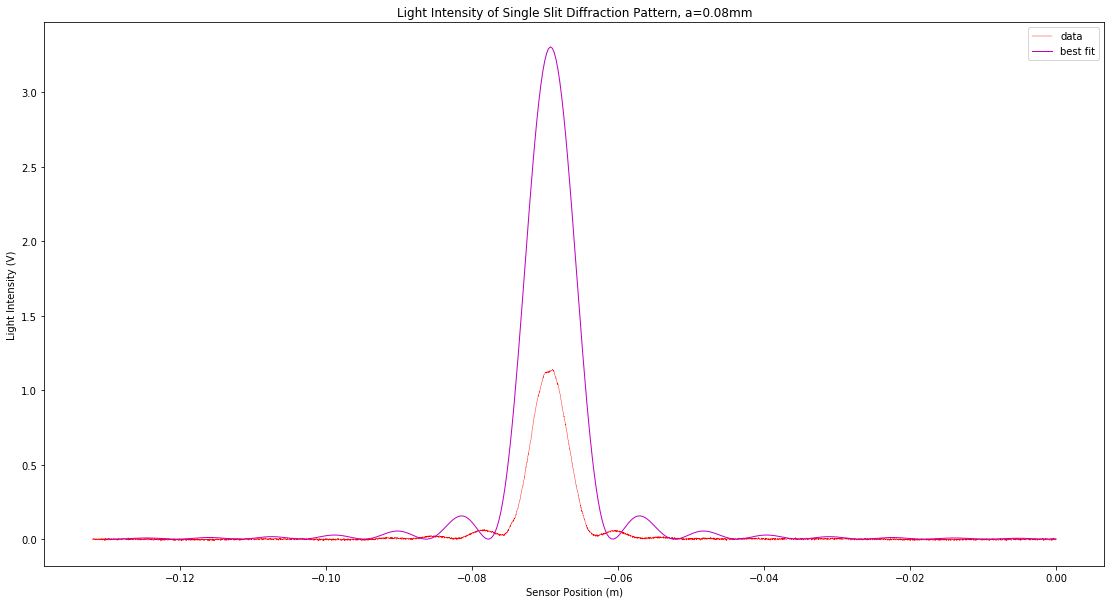 Light Intensity of Single Slit Diffraction Pattern, a=0.08mm
data
best fit
3.0
2.5
2.0
1.5
1.0
0.5
0.0
Light Intensity (V)
−0.12
−0.10
−0.08
−0.06
−0.04
−0.02
0.00
Sensor Position (m)